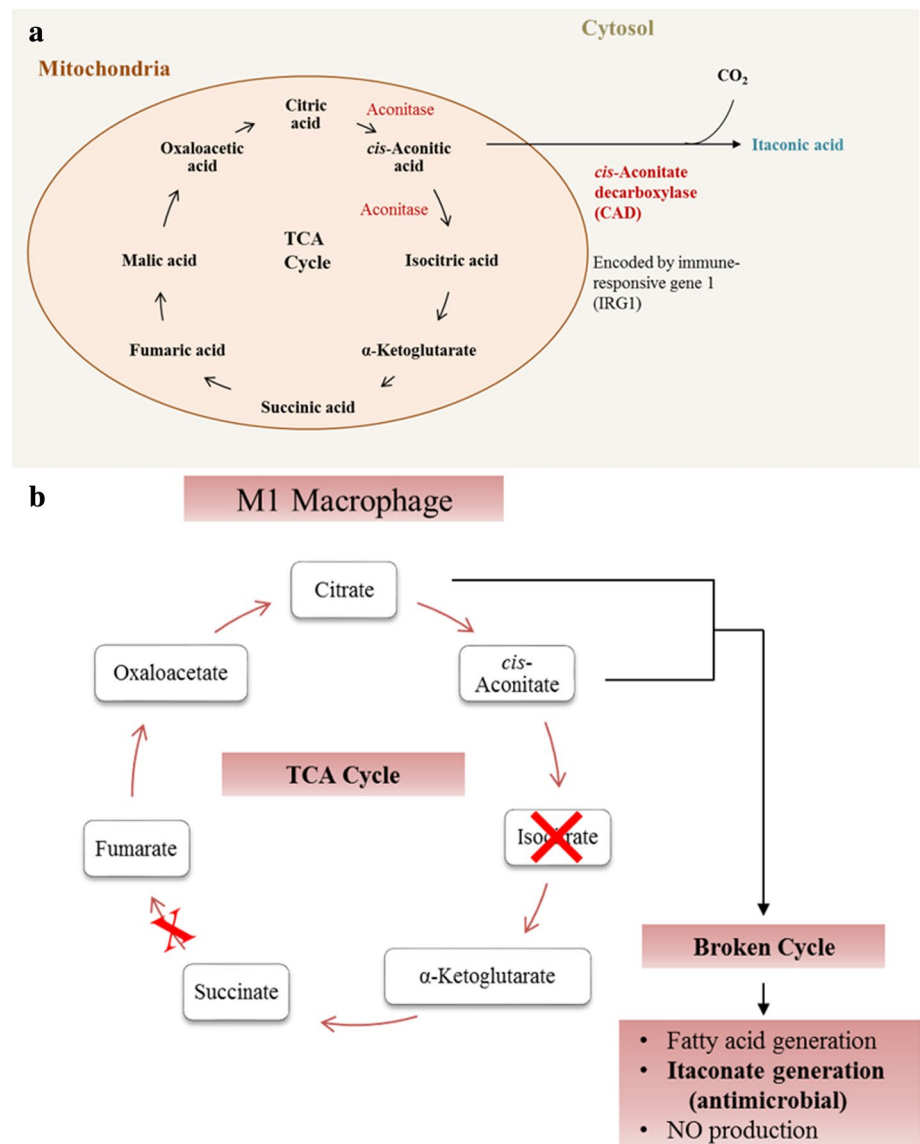 a
Cytosol
Mitochondria
CO₂
Citric
acid
Aconitase
Oxaloacetic
acid
cis-Aconitic
acid
Itaconic acid
cis-Aconitate
decarboxylase
(CAD)
Aconitase
TCA
Cycle
Malic acid
Isocitric acid
Encoded by immune-
responsive gene 1
(IRG1)
Fumaric acid
α-Ketoglutarate
Succinic acid
b
M1 Macrophage
Citrate
Oxaloacetate
cis-
Aconitate
TCA Cycle
Isocitrate
Fumarate
Broken Cycle
α-Ketoglutarate
Succinate
• Fatty acid generation
• Itaconate generation
(antimicrobial)
• NO production